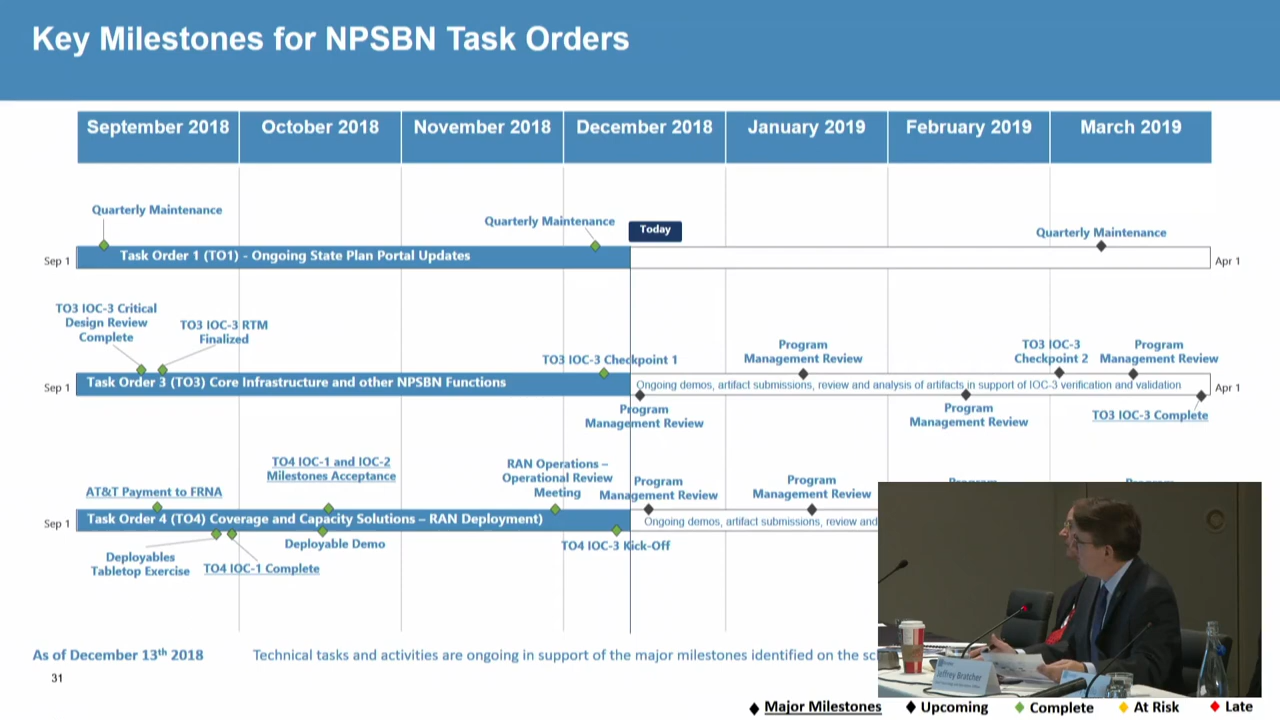 Key Milestones for NPSBN Task Orders
September 2018
October 2018
November 2018
December 2018
January 2019
February 2019
March 2019
Quarterly Maintenance
Quarterly Maintenance
Today
Quarterly Maintenance
Sep 1
Task Order 1 (TO1) - Ongoing State Plan Portal Updates
Apr 1
TO3 IOC-3 Critical
Design Review
Complete
TO3 IOC-3 RTM
Finalized
TO3 IOC-3 Checkpoint 1
Program
Management Review
TO3 IOC-3
Checkpoint 2
Program
Management Review
Sep 1
Task Order 3 (TO3) Core Infrastructure and other NPSBN Functions
Ongoing demos, artifact submissions, review and analysis of artifacts in support of IOC-3 verification and validation
Apr 1
Program
Management Review
Program
Management Review
TO3 IOC-3 Complete
AT&T Payment to FRNA
TO4 IOC-1 and IOC-2
Milestones Acceptance
RAN Operations –
Operational Review
Meeting
Program
Management Review
Program
Management Review
Sep 1
Task Order 4 (TO4) Coverage and Capacity Solutions – RAN Deployment)
Ongoing demos, artifact submissions, review and
Deployables
Tabletop Exercise
TO4 IOC-1 Complete
Deployable Demo
TO4 IOC-3 Kick-Off
As of December 13th 2018
Technical tasks and activities are ongoing in support of the major milestones identified on the
31
Jeffrey Bratcher
Major Milestones
Upcoming
Complete
At Risk
Late